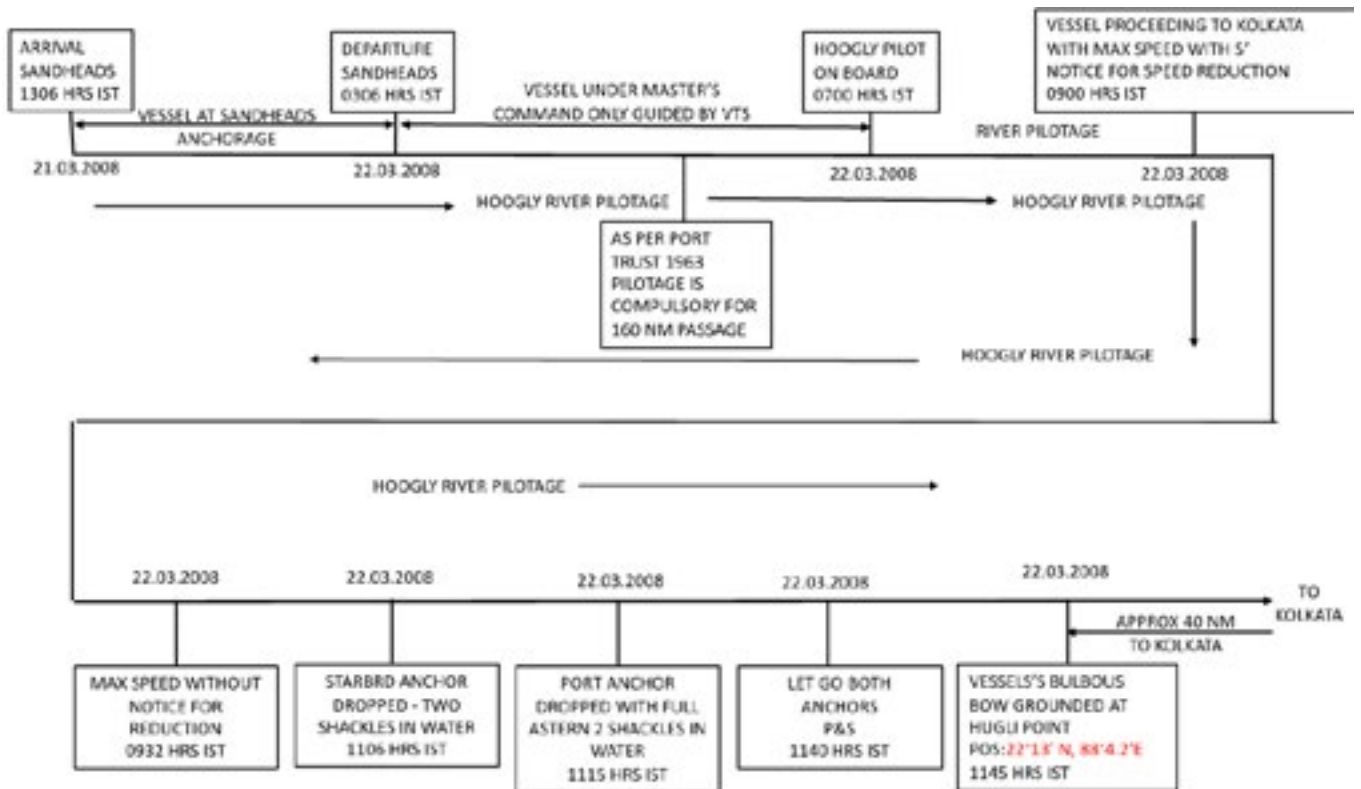 ARRIVAL
SANDHEADS
1306 HRS IST
DEPARTURE
SANDHEADS
0306 HRS IST
HOOGLY PILOT
ON BOARD
0700 HRS IST
VESSEL PROCEEDING TO KOLKATA
WITH MAX SPEED WITH 5'
NOTICE FOR SPEED REDUCTION
0900 HRS IST
VESSEL AT SANDHEADS
ANCHORAGE
VESSEL UNDER MASTER'S
COMMAND ONLY GUIDED BY VTS
RIVER PILOTAGE
21.03.2008
22.03.2008
22.03.2008
22.03.2008
HOOGLY RIVER PILOTAGE
HOOGLY RIVER PILOTAGE
AS PER PORT
TRUST 1963
PILOTAGE IS
COMPULSORY FOR
160 NM PASSAGE
HOOGLY RIVER PILOTAGE
HOOGLY RIVER PILOTAGE
22.03.2008
22.03.2008
22.03.2008
22.03.2008
22.03.2008
TO
KOLKATA
APPROX 40 NM
TO KOLKATA
MAX SPEED WITHOUT
NOTICE FOR
REDUCTION
0932 HRS IST
STARBRD ANCHOR
DROPPED - TWO
SHACKLES IN WATER
1106 HRS IST
PORT ANCHOR
DROPPED WITH FULL
ASTERN 2 SHACKLES IN
WATER
1115 HRS IST
LET GO BOTH
ANCHORS
P&S
1140 HRS IST
VESSELS'S BULBOUS
BOW GROUNDED AT
HUGLI POINT
POS:22°13' N, 88°4.2'E
1145 HRS IST